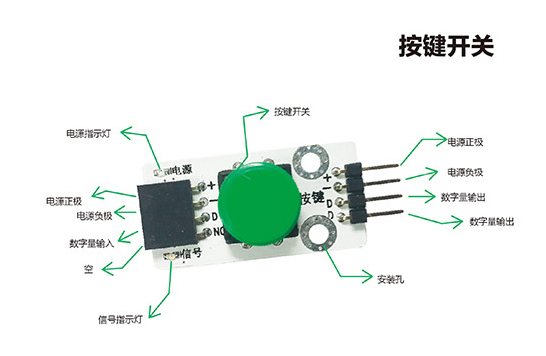 按键开关
按键开关
电源指示灯
电源正极
电源负极
数字量输入
空
信号指示灯
电源
+
—
D
NC
信号
按键
+
—
D
D
电源正极
电源负极
数字量输出
数字量输出
安装孔